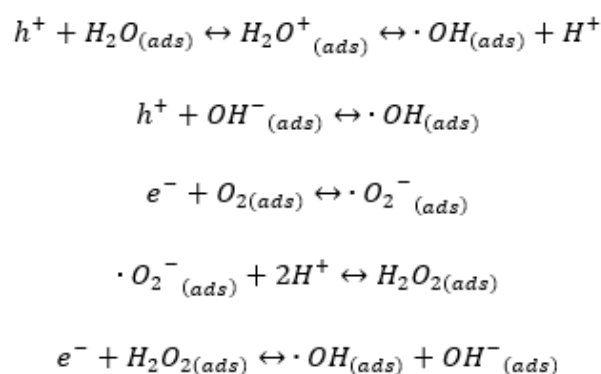 h⁺ + H₂O₍ₐdₛ₎ ↔ H₂O⁺₍ₐdₛ₎ ↔ · OH₍ₐdₛ₎ + H⁺
h⁺ + OH⁻₍ₐdₛ₎ ↔ · OH₍ₐdₛ₎
e⁻ + O₂₍ₐdₛ₎ ↔ · O₂⁻₍ₐdₛ₎
· O₂⁻₍ₐdₛ₎ + 2H⁺ ↔ H₂O₂₍ₐdₛ₎
e⁻ + H₂O₂₍ₐdₛ₎ ↔ · OH₍ₐdₛ₎ + OH⁻₍ₐdₛ₎